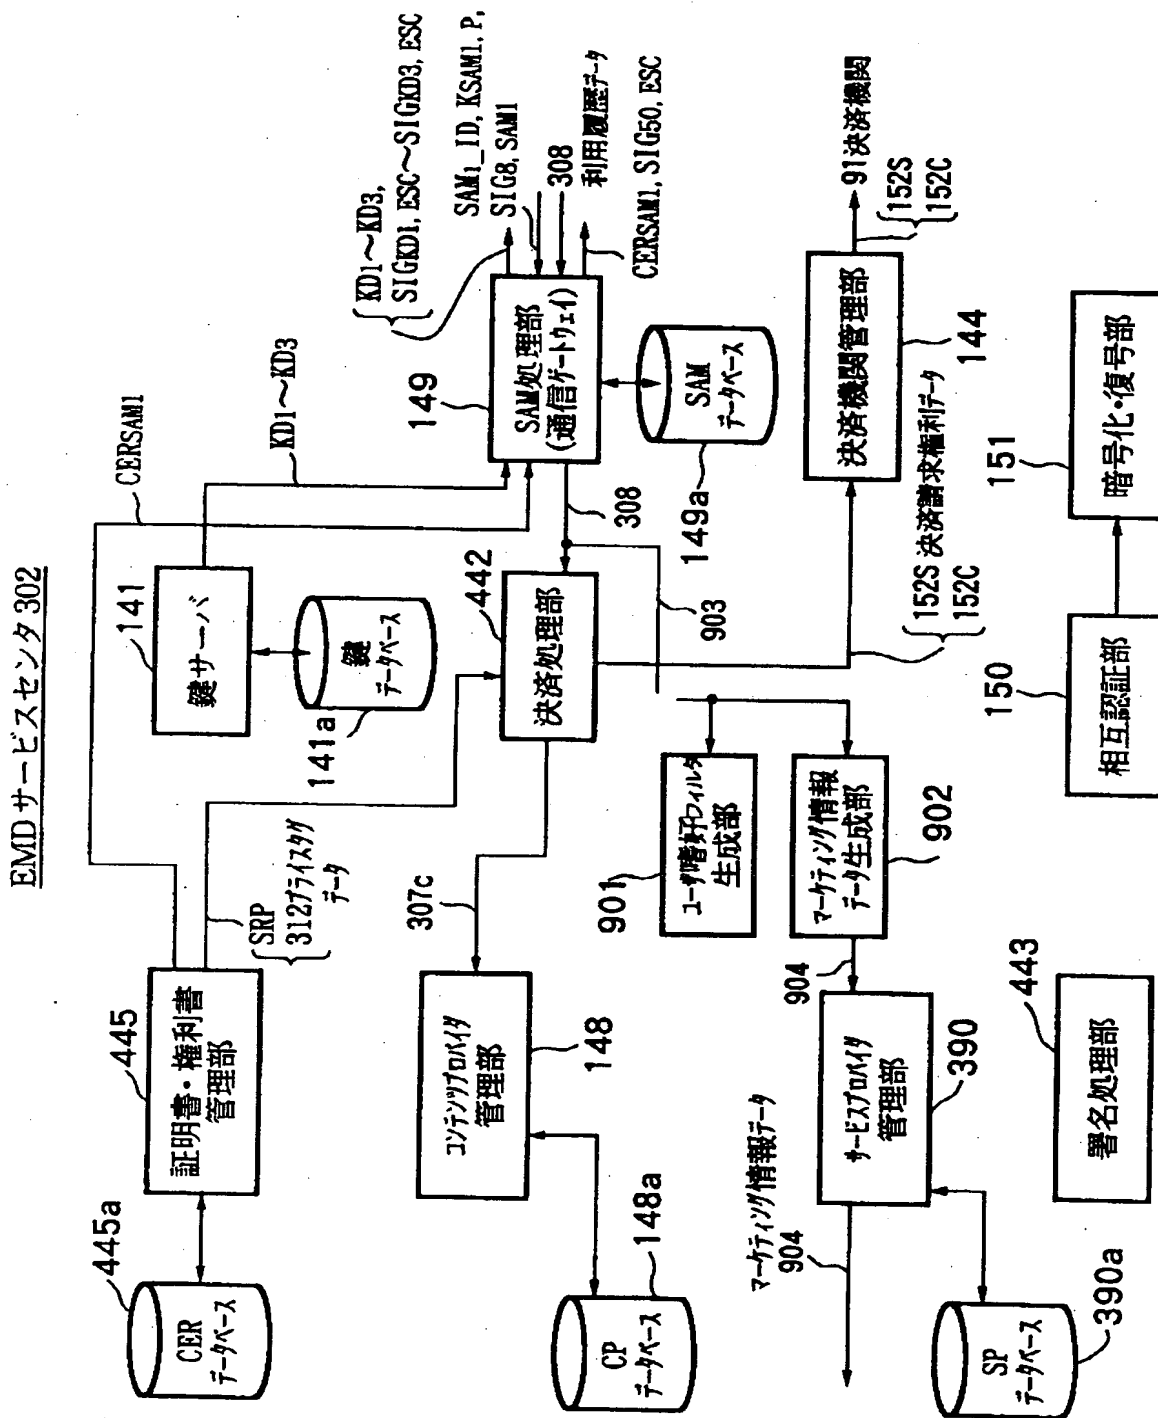 EMDサービスセンタ302
445a
CER
データベース
445
証明書・権利書
管理部
CERSAM1
SRP
312プライスタグ
データ
141
鍵サーバ
141a
鍵
データベース
KD1～KD3
KD1～KD3,
SIGKD1, ESC～SIGKD3, ESC
SAM1_ID, KSAM1, P,
SIG8, SAM1
308
利用履歴データ
CERSAM1, SIG50, ESC
149
SAM処理部
(通信ゲートウェイ)
149a
SAM
データベース
308
442
決済処理部
903
307c
148
コンテンツプロバイダ
管理部
148a
CP
データベース
152S 決済請求権利データ
152C
144
決済機関管理部
91決済機関
152S
152C
901
ユーザ嗜好フィルタ
生成部
902
マーケティング情報
データ生成部
904
390
サービスプロバイダ
管理部
マーケティング情報データ
904
390a
SP
データベース
443
署名処理部
150
相互認証部
151
暗号化・復号部